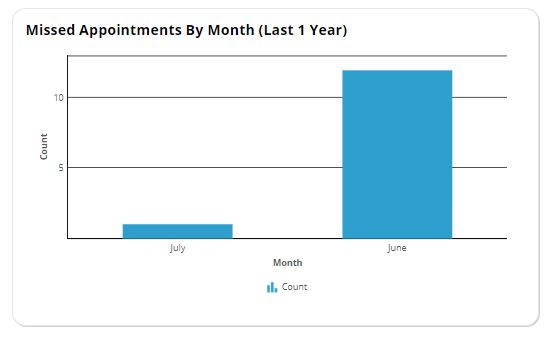 Missed Appointments By Month (Last 1 Year)
10
5
Count
July
June
Month
Count